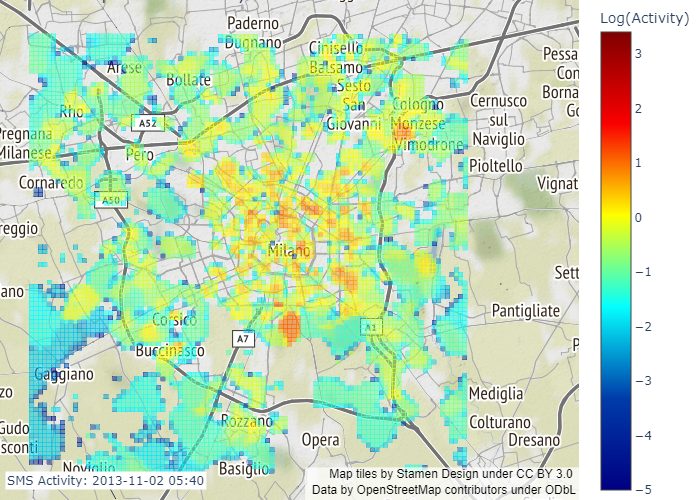 Log(Activity)
Paderno
Dugnano
Cinisello
Balsamo
Arese
Bollate
Sesto
San
Giovanni
Cologno
Monzese
Cernusco
sul
Naviglio
Pessa
Con
Borna
Go
Rho
A52
Pregnana
Milanese
Pero
Vimodrone
Pioltello
Cornaredo
A50
Vignat
reggio
Milano
Sett
ano
Pantigliate
Corsico
A7
A1
Buccinasco
P
Gaggiano
zo
Mediglia
Rozzano
Colturano
Gudo
sconti
Opera
Dresano
Noviglio
Basiglio
3
2
1
0
−1
−2
−3
−4
−5
SMS Activity: 2013-11-02 05:40
Map tiles by Stamen Design under CC BY 3.0
Data by OpenStreetMap contributors under ODbL